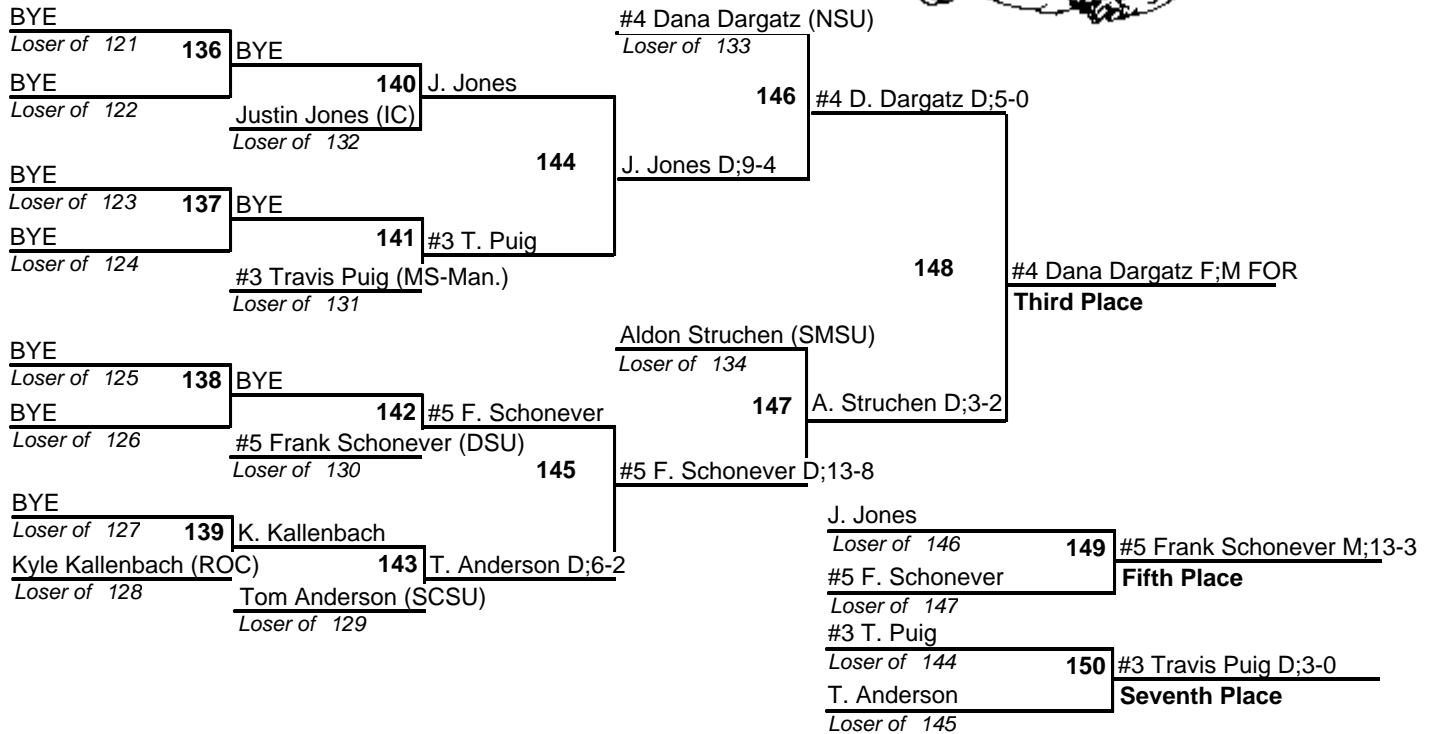 BYE
Loser of 121
136
BYE
BYE
Loser of 122
140
J. Jones
Justin Jones (IC)
Loser of 132
#4 Dana Dargatz (NSU)
Loser of 133
146
#4 D. Dargatz D;5-0
144
J. Jones D;9-4
BYE
Loser of 123
137
BYE
BYE
Loser of 124
141
#3 T. Puig
#3 Travis Puig (MS-Man.)
Loser of 131
148
#4 Dana Dargatz F;M FOR
Third Place
BYE
Loser of 125
138
BYE
BYE
Loser of 126
142
#5 F. Schonever
#5 Frank Schonever (DSU)
Loser of 130
Aldon Struchen (SMSU)
Loser of 134
147
A. Struchen D;3-2
145
#5 F. Schonever D;13-8
BYE
Loser of 127
139
K. Kallenbach
Kyle Kallenbach (ROC)
Loser of 128
143
T. Anderson D;6-2
Tom Anderson (SCSU)
Loser of 129
J. Jones
Loser of 146
149
#5 Frank Schonever M;13-3
Fifth Place
#5 F. Schonever
Loser of 147
#3 T. Puig
Loser of 144
150
#3 Travis Puig D;3-0
Seventh Place
T. Anderson
Loser of 145